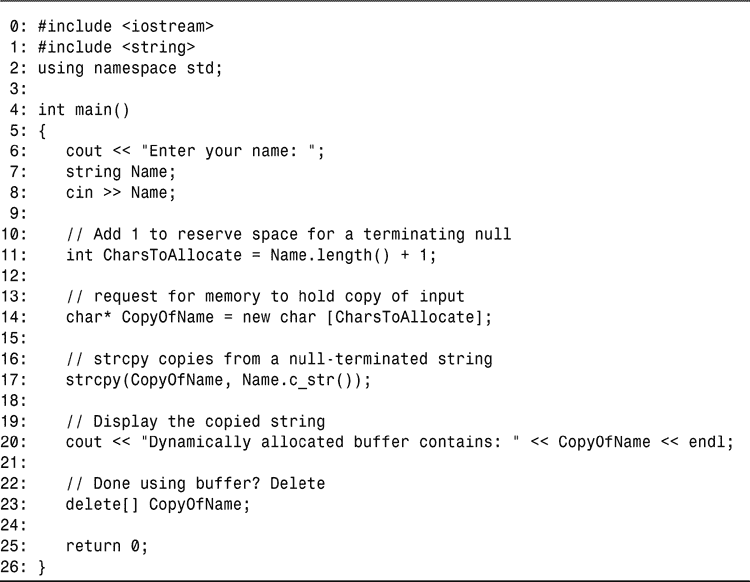 0: #include <iostream>
1: #include <string>
2: using namespace std;
3:
4: int main()
5: {
6:    cout << "Enter your name: ";
7:    string Name;
8:    cin >> Name;
9:
10:    // Add 1 to reserve space for a terminating null
11:    int CharsToAllocate = Name.length() + 1;
12:
13:    // request for memory to hold copy of input
14:    char* CopyOfName = new char [CharsToAllocate];
15:
16:    // strcpy copies from a null-terminated string
17:    strcpy(CopyOfName, Name.c_str());
18:
19:    // Display the copied string
20:    cout << "Dynamically allocated buffer contains: " << CopyOfName << endl;
21:
22:    // Done using buffer? Delete
23:    delete[] CopyOfName;
24:
25:    return 0;
26: }